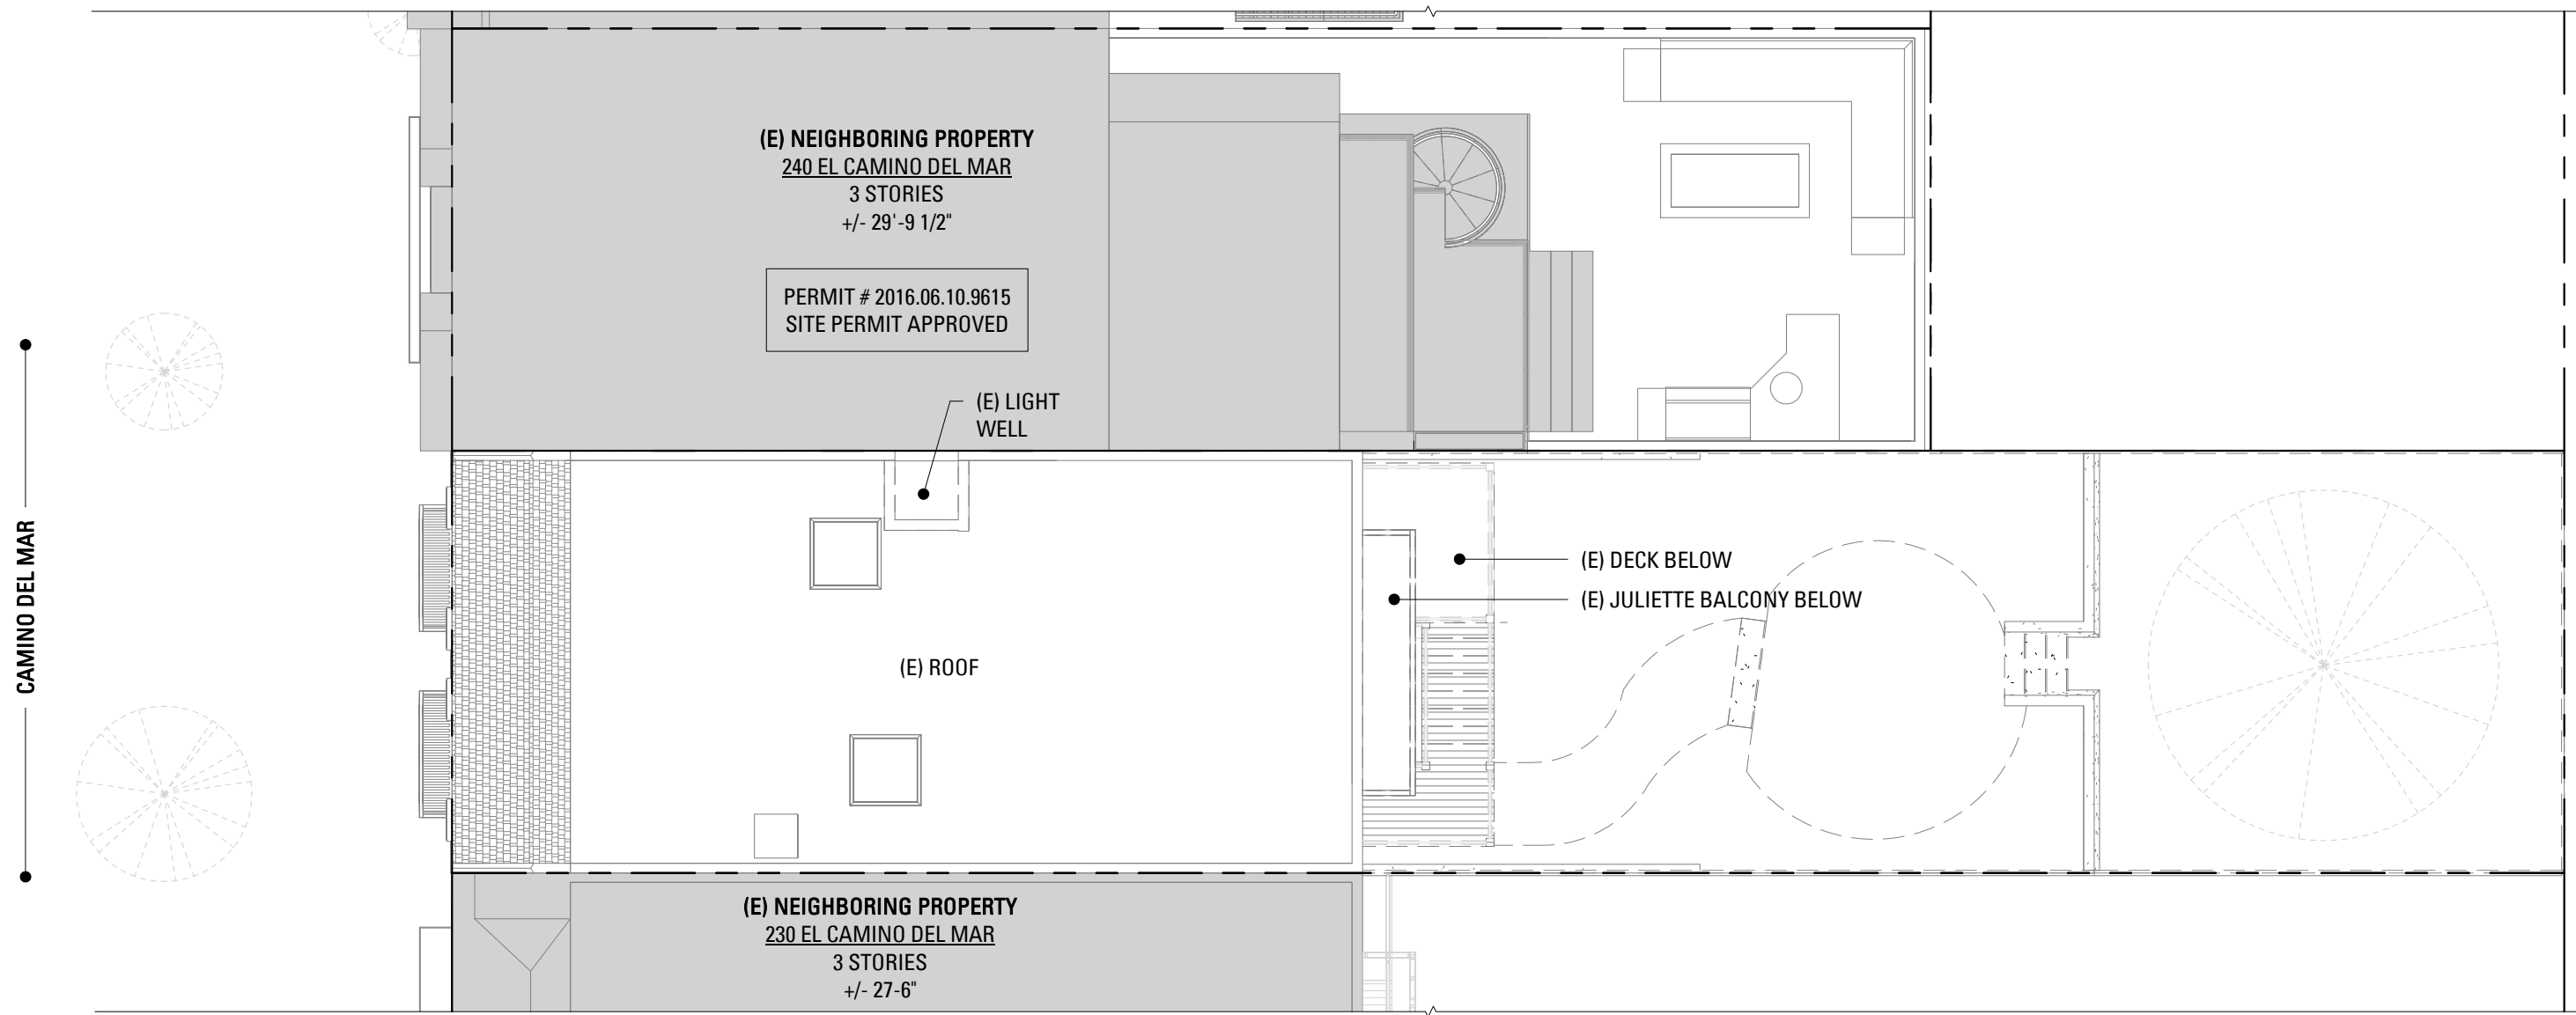 (E) NEIGHBORING PROPERTY
240 EL CAMINO DEL MAR
3 STORIES
+/- 29'-9 1/2"
PERMIT # 2016.06.10.9615
SITE PERMIT APPROVED
(E) LIGHT
WELL
CAMINO DEL MAR
(E) DECK BELOW
(E) JULIETTE BALCONY BELOW
(E) ROOF
(E) NEIGHBORING PROPERTY
230 EL CAMINO DEL MAR
3 STORIES
+/- 27-6"